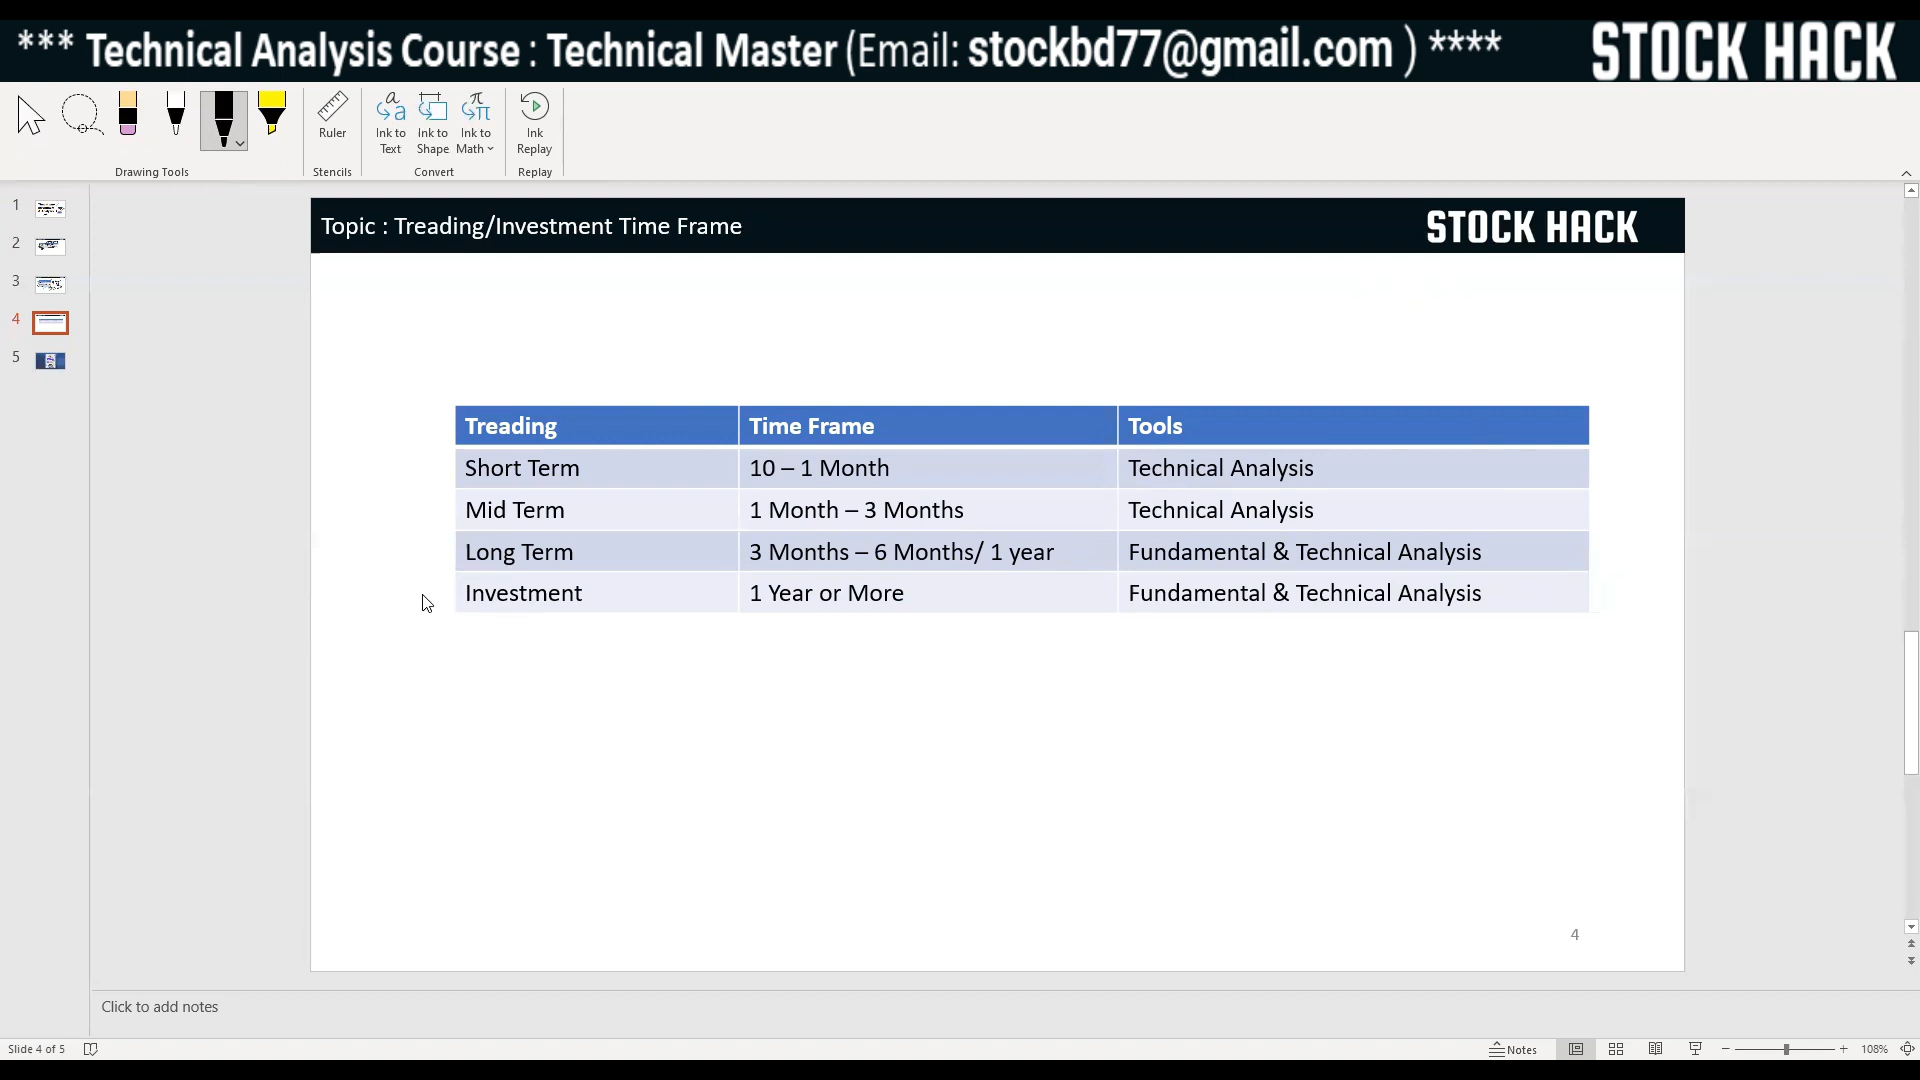 *** Technical Analysis Course : Technical Master (Email: stockbd77@gmail.com ) ****
STOCK HACK
Ruler
Ink to Text
Ink to Shape
Ink to Math
Ink Replay
Drawing Tools
Stencils
Convert
Replay
1
2
3
4
5
Topic : Treading/Investment Time Frame
STOCK HACK
Treading Time Frame Tools
Short Term 10 – 1 Month Technical Analysis
Mid Term 1 Month – 3 Months Technical Analysis
Long Term 3 Months – 6 Months/ 1 year Fundamental & Technical Analysis
Investment 1 Year or More Fundamental & Technical Analysis
4
Click to add notes
Slide 4 of 5
Notes
108%